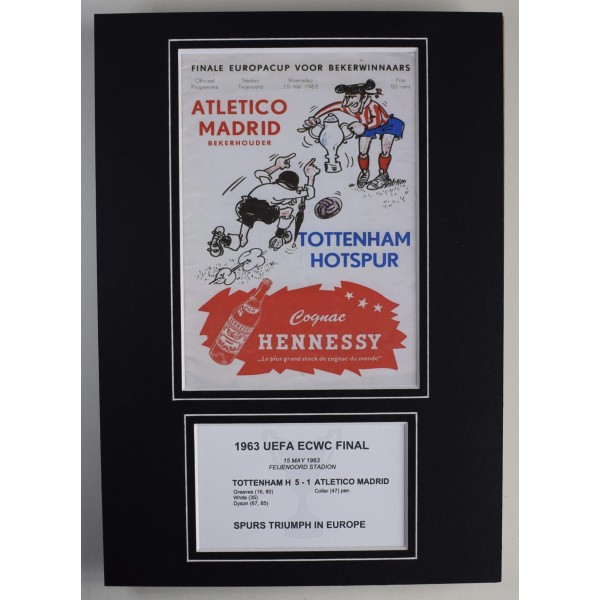 FINALE EUROPACUP VOOR BEKERWINNAARS
Officieel Programma Stadion Feijenoord Woensdag 15 mei 1963 Prijs 50 cent
ATLETICO
MADRID
BEKERHOUDER
TOTTENHAM
HOTSPUR
Cognac
HENNESSY
„Le plus grand stock de cognac du monde"
1963 UEFA ECWC FINAL
15 MAY 1963
FEIJENOORD STADION
TOTTENHAM H 5 - 1 ATLETICO MADRID
Greaves (16, 80) Collar (47) pen
White (35)
Dyson (67, 85)
SPURS TRIUMPH IN EUROPE